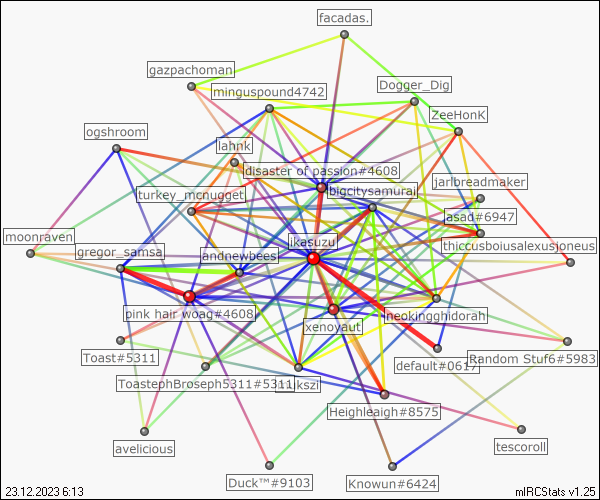 facadas.
gazpachoman
Dogger_Dig
minguspound4742
ZeeHonK
ogshroom
lahnk
disaster of passion#4608
jarlbreadmaker
turkey_mcnugget
bigcitysamurai
asad#6947
moonraven
thiccusboiusalexusjoneus
ikasuzu
gregor_samsa
andnewbees
pink hair woag#4608
neokingghidorah
xenoyaut
Toast#5311
default#0617
Random Stuf6#5983
ToastephBroseph5311#5311
Heighleigh#8575
avelicious
tescoroll
Duck™#9103
Knowun#6424
23.12.2023 6:13
mIRCStats v1.25